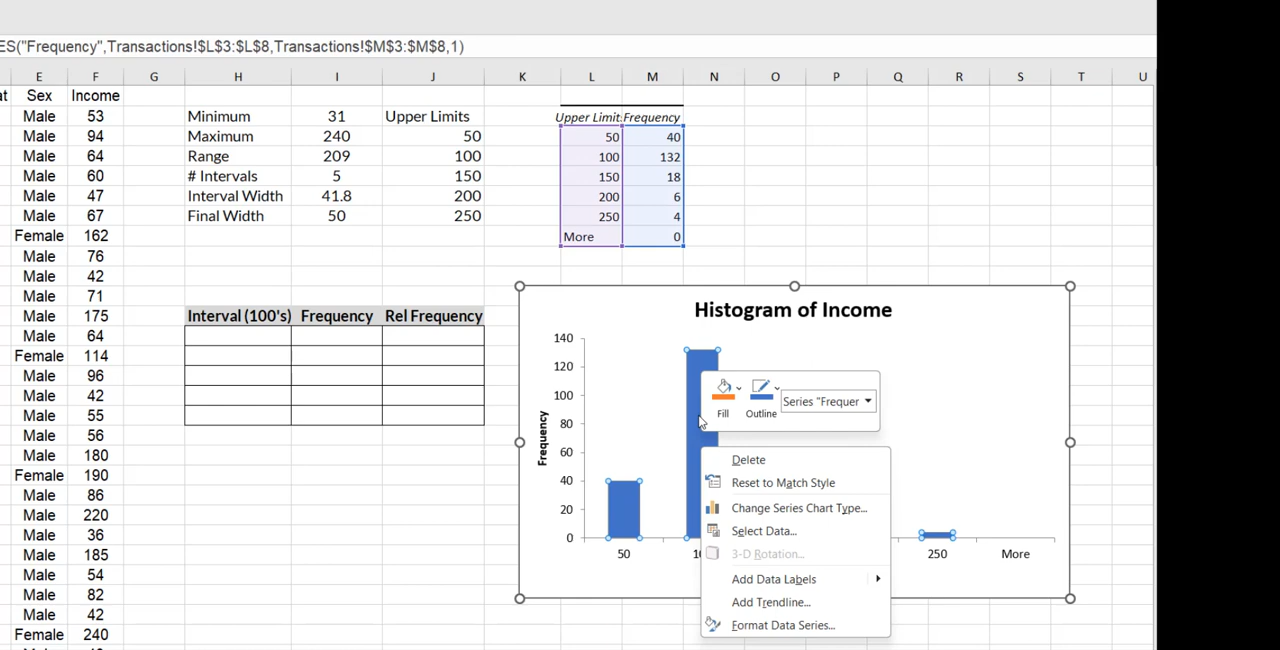 ES("Frequency",Transactions!$L$3:$L$8,Transactions!$M$3:$M$8,1)
E F G H I J K L M N O P Q R S T U
at Sex Income
Male 53 Minimum 31 Upper Limits Upper Limit Frequency
Male 94 Maximum 240 50 50 40
Male 64 Range 209 100 100 132
Male 60 # Intervals 5 150 150 18
Male 47 Interval Width 41.8 200 200 6
Male 67 Final Width 50 250 250 4
Female 162 More 0
Male 76
Male 42
Male 71
Male 175 Interval (100's) Frequency Rel Frequency
Male 64
Female 114
Male 96
Male 42
Male 55
Male 56
Male 180
Female 190
Male 86
Male 220
Male 36
Male 185
Male 54
Male 82
Male 42
Female 240
Histogram of Income
140
120
100
80
60
40
20
0
Frequency
50 10 250 More
Fill Outline Series "Frequer
Delete
Reset to Match Style
Change Series Chart Type...
Select Data...
3-D Rotation...
Add Data Labels
Add Trendline...
Format Data Series...